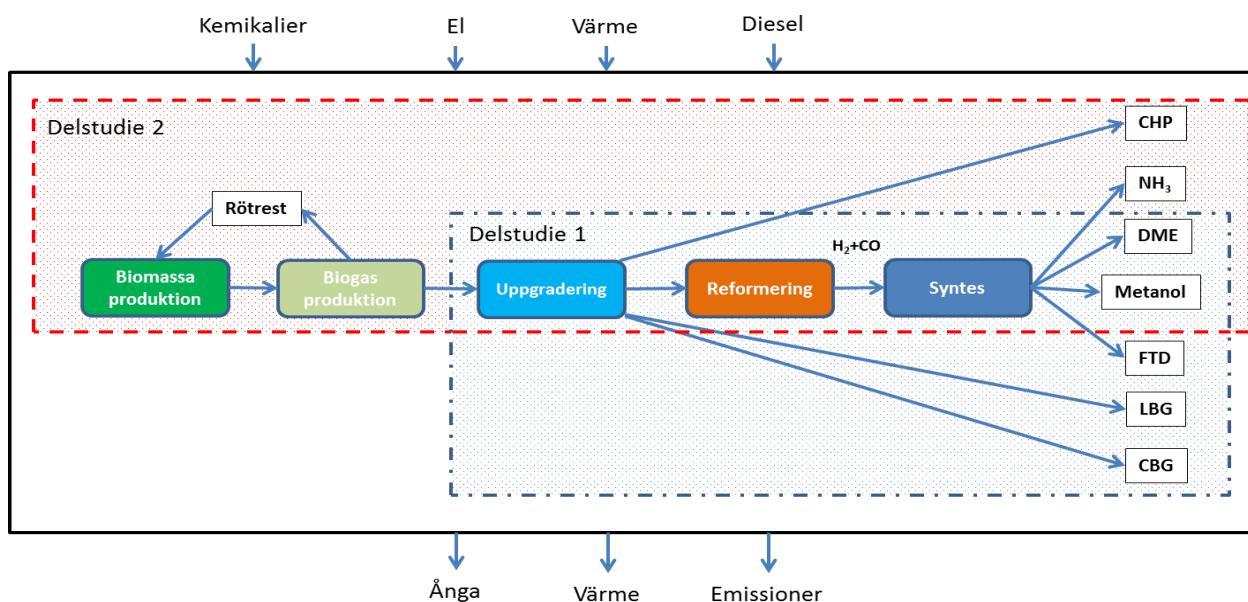 Kemikalier
El
Värme
Diesel
Delstudie 2
CHP
NH₃
Rötrest
Delstudie 1
DME
H₂+CO
Biomassa
produktion
Biogas
produktion
Uppgradering
Reformering
Syntes
Metanol
FTD
LBG
CBG
Ånga
Värme
Emissioner